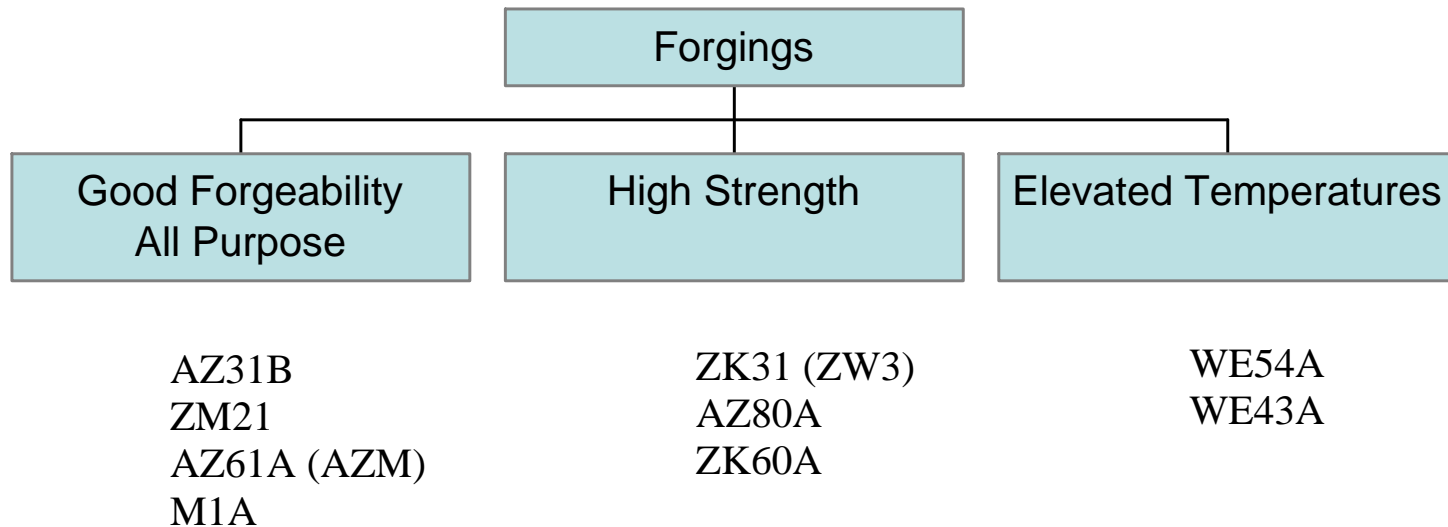 Forgings
Good Forgeability
All Purpose
High Strength
Elevated Temperatures
AZ31B
ZM21
AZ61A (AZM)
M1A
ZK31 (ZW3)
AZ80A
ZK60A
WE54A
WE43A